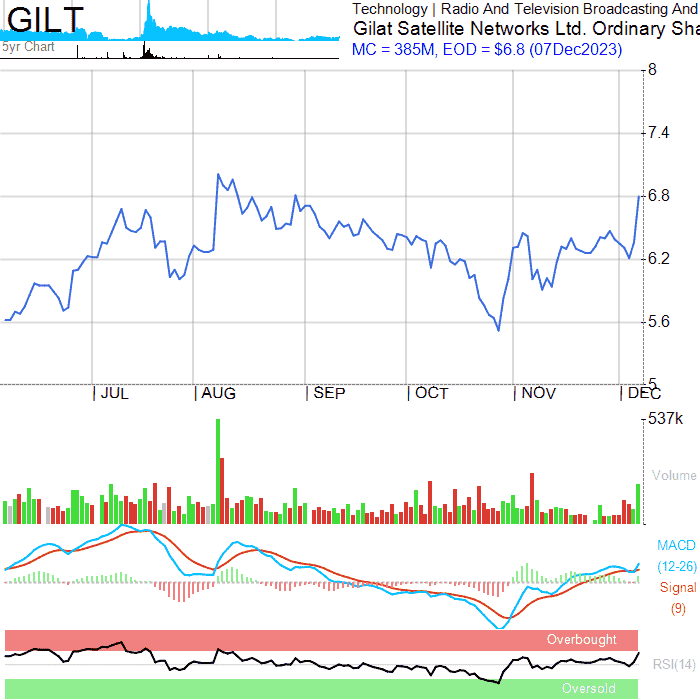 GILT
5yr Chart
Technology | Radio And Television Broadcasting And
Gilat Satellite Networks Ltd. Ordinary Sha
MC = 385M, EOD = $6.8 (07Dec2023)
8
7.4
6.8
6.2
5.6
5
| JUL | AUG | SEP | OCT | NOV | DEC
537k
Volume
MACD
(12-26)
Signal
(9)
Overbought
RSI(14)
Oversold